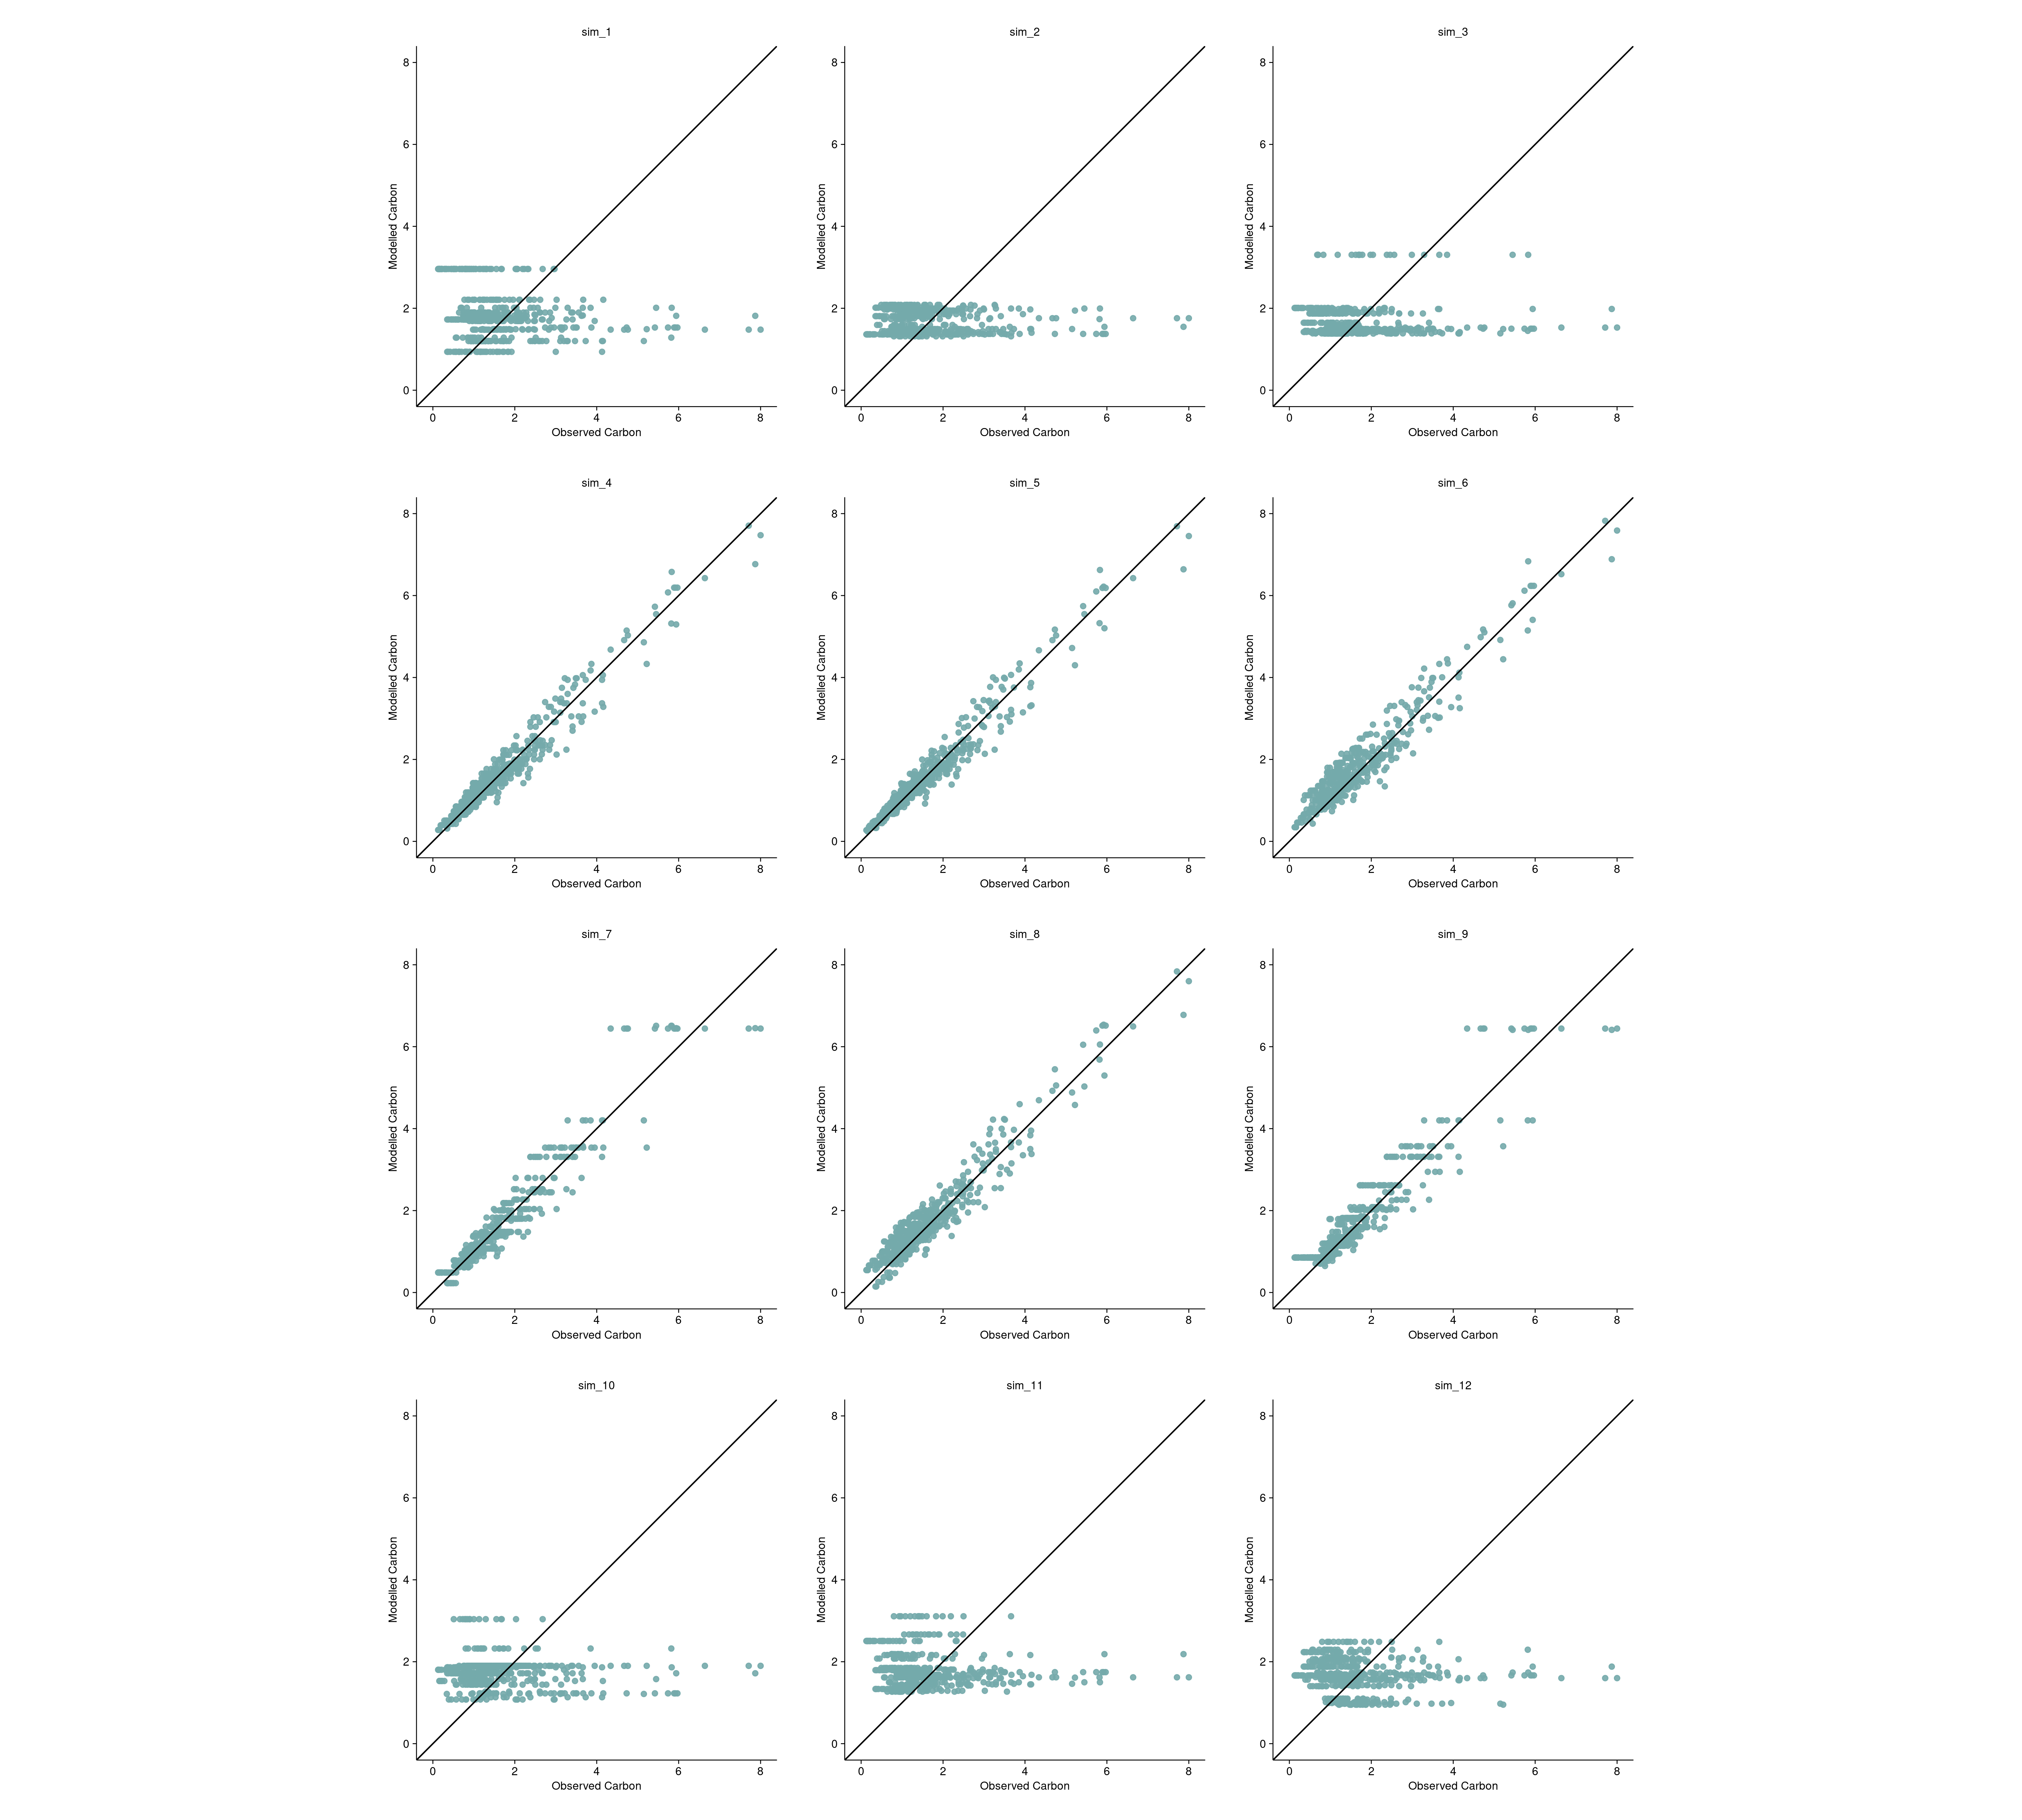 sim_1 sim_2 sim_3
8 8 8
6 6 6
Modelled Carbon Modelled Carbon Modelled Carbon
4 4 4
2 2 2
0 0 0
0 2 4 6 8 0 2 4 6 8 0 2 4 6 8
Observed Carbon Observed Carbon Observed Carbon
sim_4 sim_5 sim_6
8 8 8
6 6 6
Modelled Carbon Modelled Carbon Modelled Carbon
4 4 4
2 2 2
0 0 0
0 2 4 6 8 0 2 4 6 8 0 2 4 6 8
Observed Carbon Observed Carbon Observed Carbon
sim_7 sim_8 sim_9
8 8 8
6 6 6
Modelled Carbon Modelled Carbon Modelled Carbon
4 4 4
2 2 2
0 0 0
0 2 4 6 8 0 2 4 6 8 0 2 4 6 8
Observed Carbon Observed Carbon Observed Carbon
sim_10 sim_11 sim_12
8 8 8
6 6 6
Modelled Carbon Modelled Carbon Modelled Carbon
4 4 4
2 2 2
0 0 0
0 2 4 6 8 0 2 4 6 8 0 2 4 6 8
Observed Carbon Observed Carbon Observed Carbon